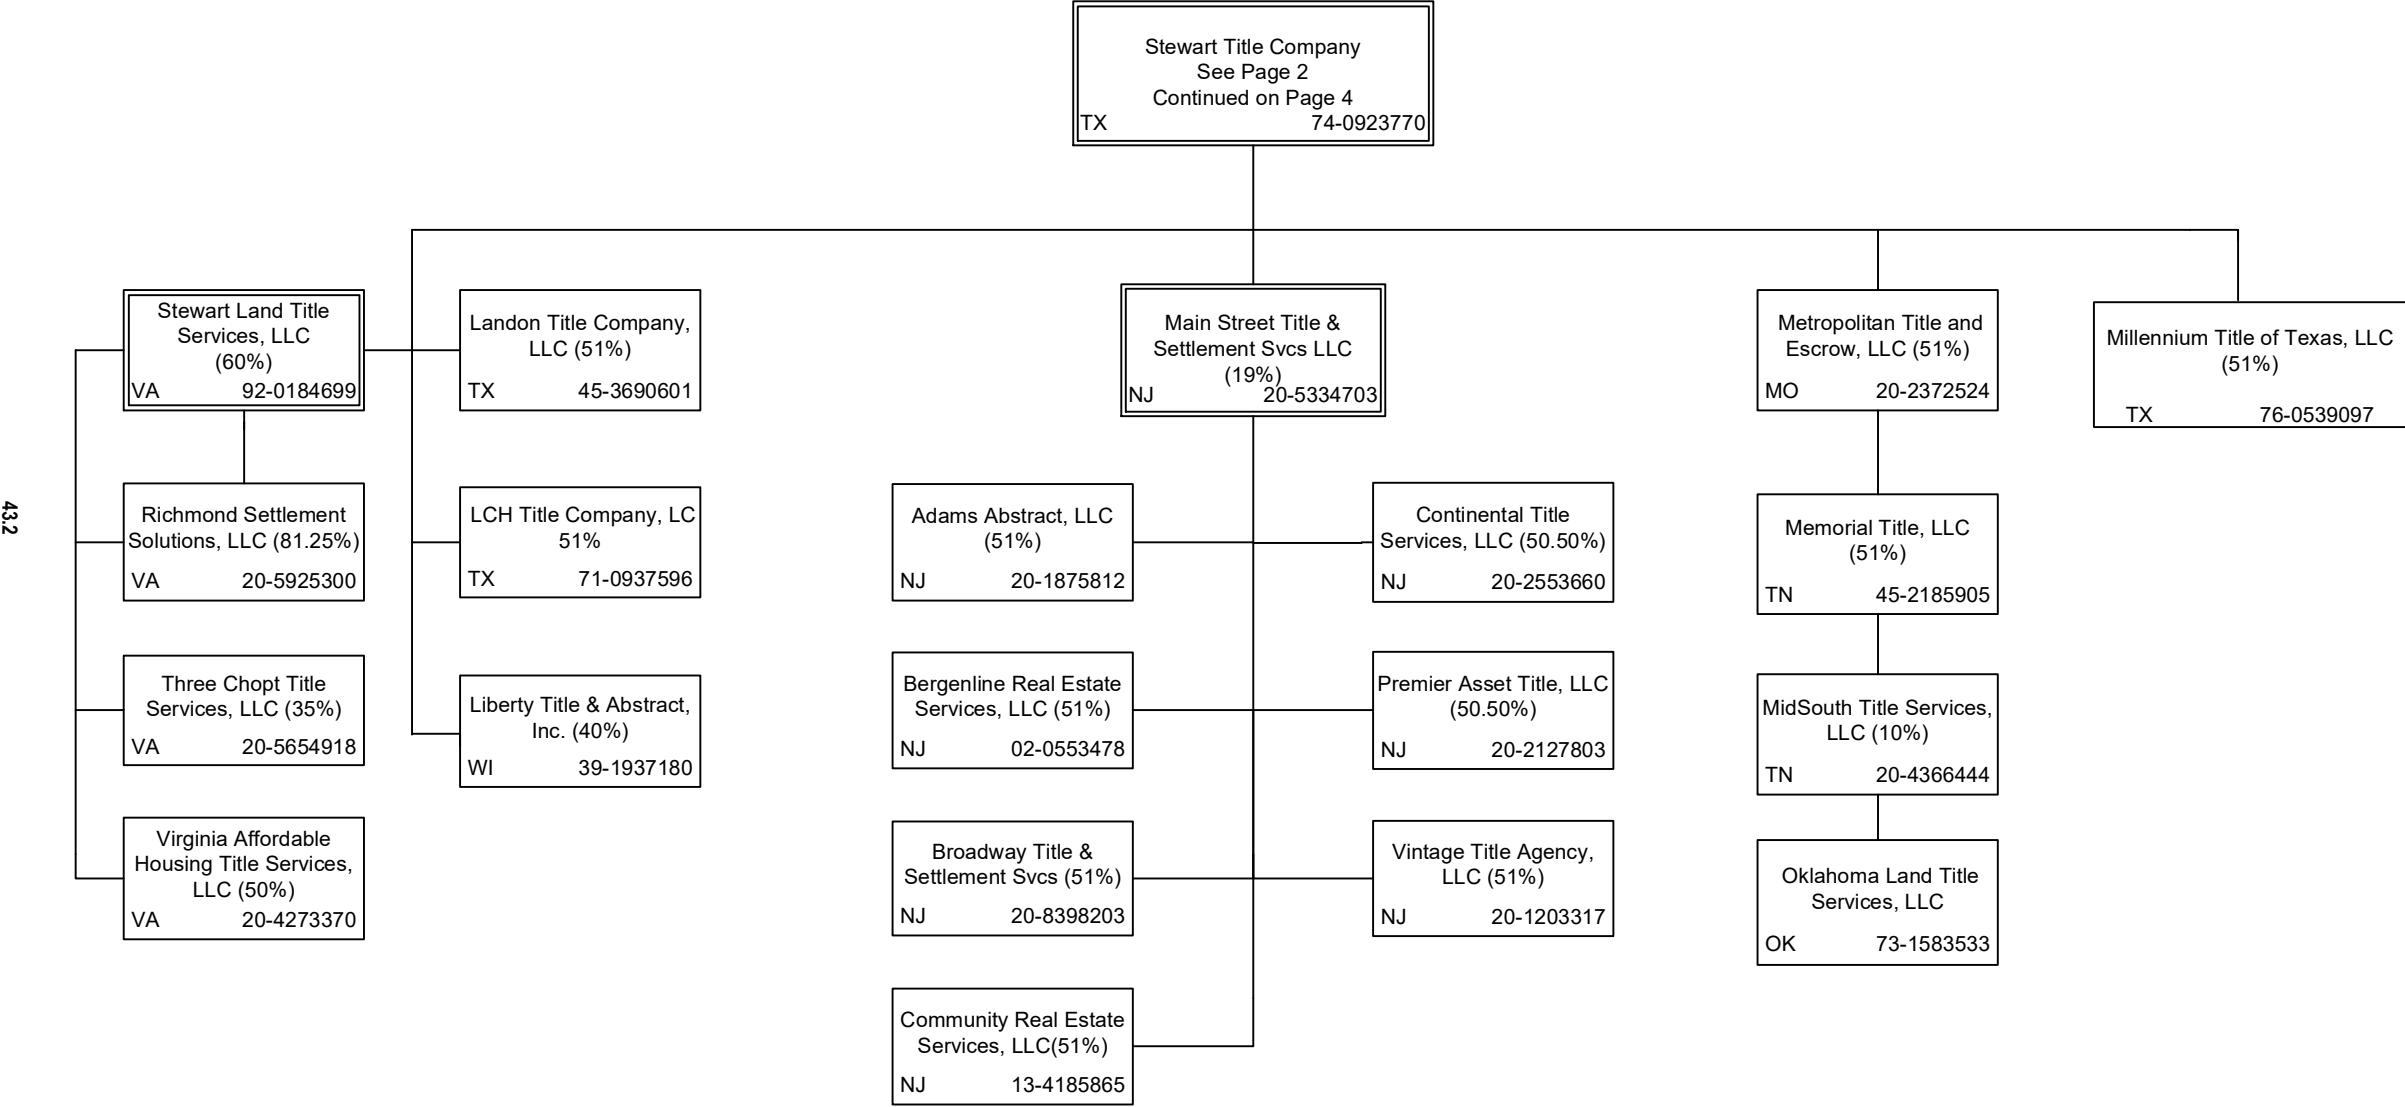 Stewart Title Company
See Page 2
Continued on Page 4
TX 74-0923770
Stewart Land Title
Services, LLC
(60%)
VA 92-0184699
Landon Title Company,
LLC (51%)
TX 45-3690601
Main Street Title &
Settlement Svcs LLC
(19%)
NJ 20-5334703
Metropolitan Title and
Escrow, LLC (51%)
MO 20-2372524
Millennium Title of Texas, LLC
(51%)
TX 76-0539097
Richmond Settlement
Solutions, LLC (81.25%)
VA 20-5925300
LCH Title Company, LC
51%
TX 71-0937596
Adams Abstract, LLC
(51%)
NJ 20-1875812
Continental Title
Services, LLC (50.50%)
NJ 20-2553660
Memorial Title, LLC
(51%)
TN 45-2185905
43.2
Three Chopt Title
Services, LLC (35%)
VA 20-5654918
Liberty Title & Abstract,
Inc. (40%)
WI 39-1937180
Bergenline Real Estate
Services, LLC (51%)
NJ 02-0553478
Premier Asset Title, LLC
(50.50%)
NJ 20-2127803
MidSouth Title Services,
LLC (10%)
TN 20-4366444
Virginia Affordable
Housing Title Services,
LLC (50%)
VA 20-4273370
Broadway Title &
Settlement Svcs (51%)
NJ 20-8398203
Vintage Title Agency,
LLC (51%)
NJ 20-1203317
Oklahoma Land Title
Services, LLC
OK 73-1583533
Community Real Estate
Services, LLC(51%)
NJ 13-4185865